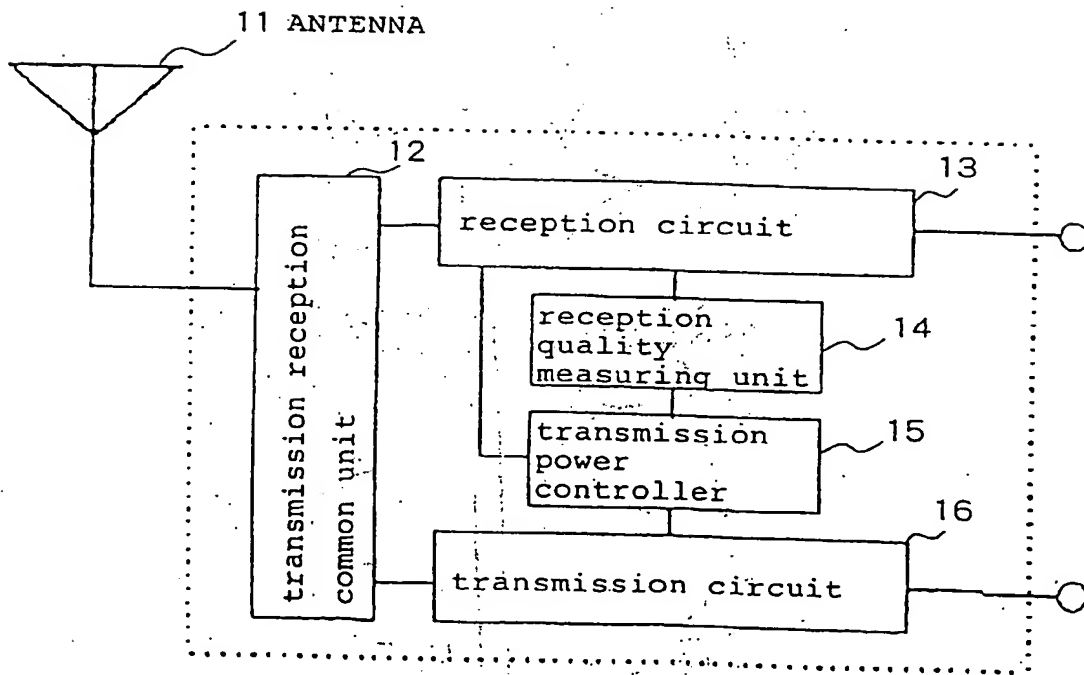 11 ANTENNA
12
13
reception circuit
transmission reception
common unit
reception
quality
measuring unit
14
transmission
power
controller
15
16
transmission circuit